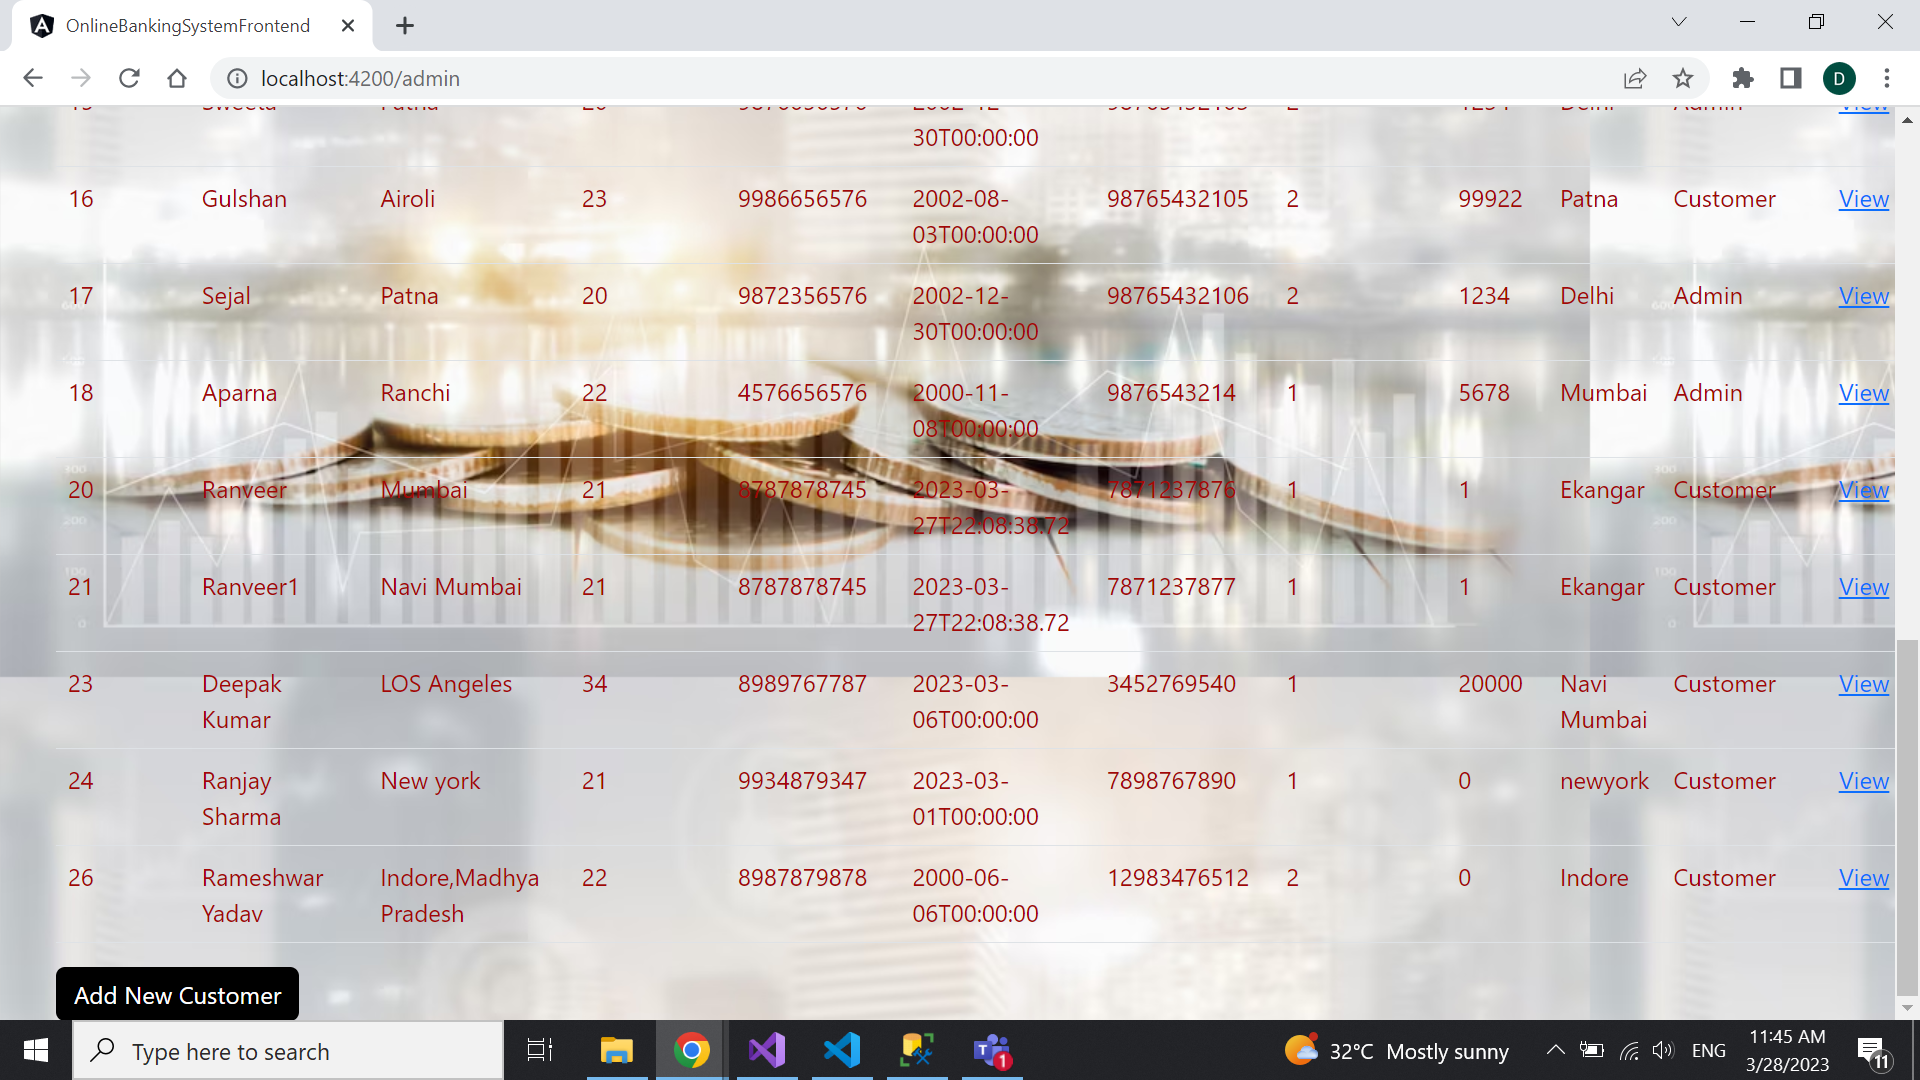 OnlineBankingSystemFrontend
localhost:4200/admin
30T00:00:00
16 Gulshan Airoli 23 9986656576 2002-08- 98765432105 2 99922 Patna Customer View
03T00:00:00
17 Sejal Patna 20 9872356576 2002-12- 98765432106 2 1234 Delhi Admin View
30T00:00:00
18 Aparna Ranchi 22 4576656576 2000-11- 9876543214 1 5678 Mumbai Admin View
08T00:00:00
20 Ranveer Mumbai 21 8787878745 2023-03- 7871237876 1 1 Ekangar Customer View
27T22:08:38.72
21 Ranveer1 Navi Mumbai 21 8787878745 2023-03- 7871237877 1 1 Ekangar Customer View
27T22:08:38.72
23 Deepak LOS Angeles 34 8989767787 2023-03- 3452769540 1 20000 Navi Customer View
Kumar 06T00:00:00 Mumbai
24 Ranjay New york 21 9934879347 2023-03- 7898767890 1 0 newyork Customer View
Sharma 01T00:00:00
26 Rameshwar Indore,Madhya 22 8987879878 2000-06- 12983476512 2 0 Indore Customer View
Yadav Pradesh 06T00:00:00
Add New Customer
Type here to search
32°C Mostly sunny
ENG
11:45 AM
3/28/2023
11
D
1